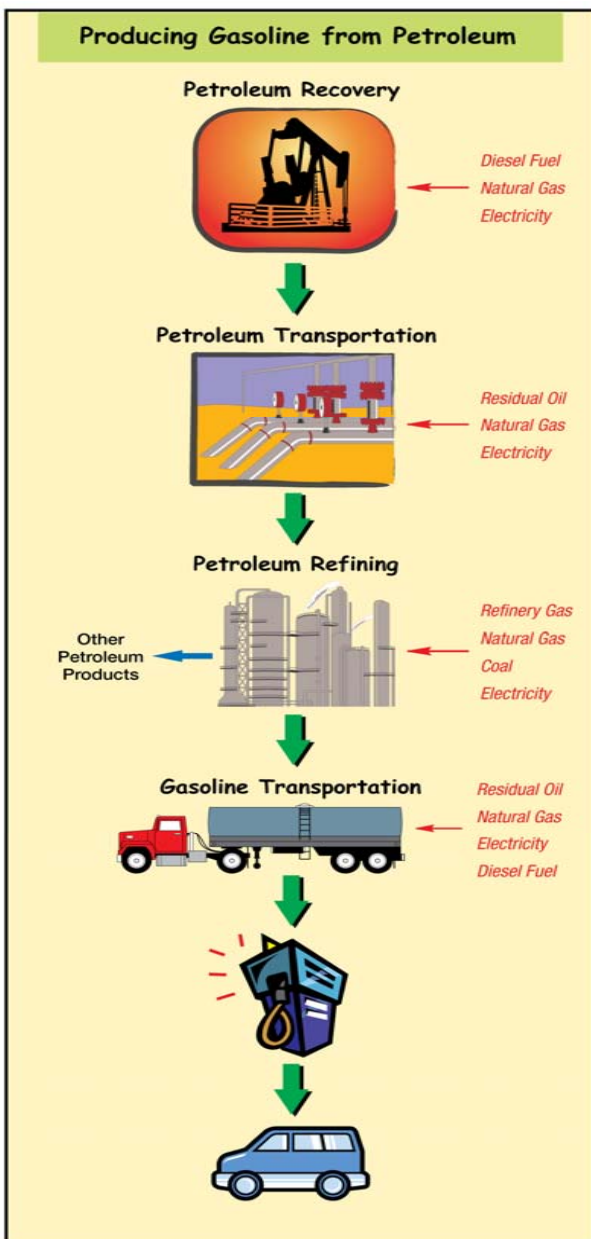 Producing Gasoline from Petroleum
Petroleum Recovery
Diesel Fuel
Natural Gas
Electricity
Petroleum Transportation
Residual Oil
Natural Gas
Electricity
Petroleum Refining
Other
Petroleum
Products
Refinery Gas
Natural Gas
Coal
Electricity
Gasoline Transportation
Residual Oil
Natural Gas
Electricity
Diesel Fuel